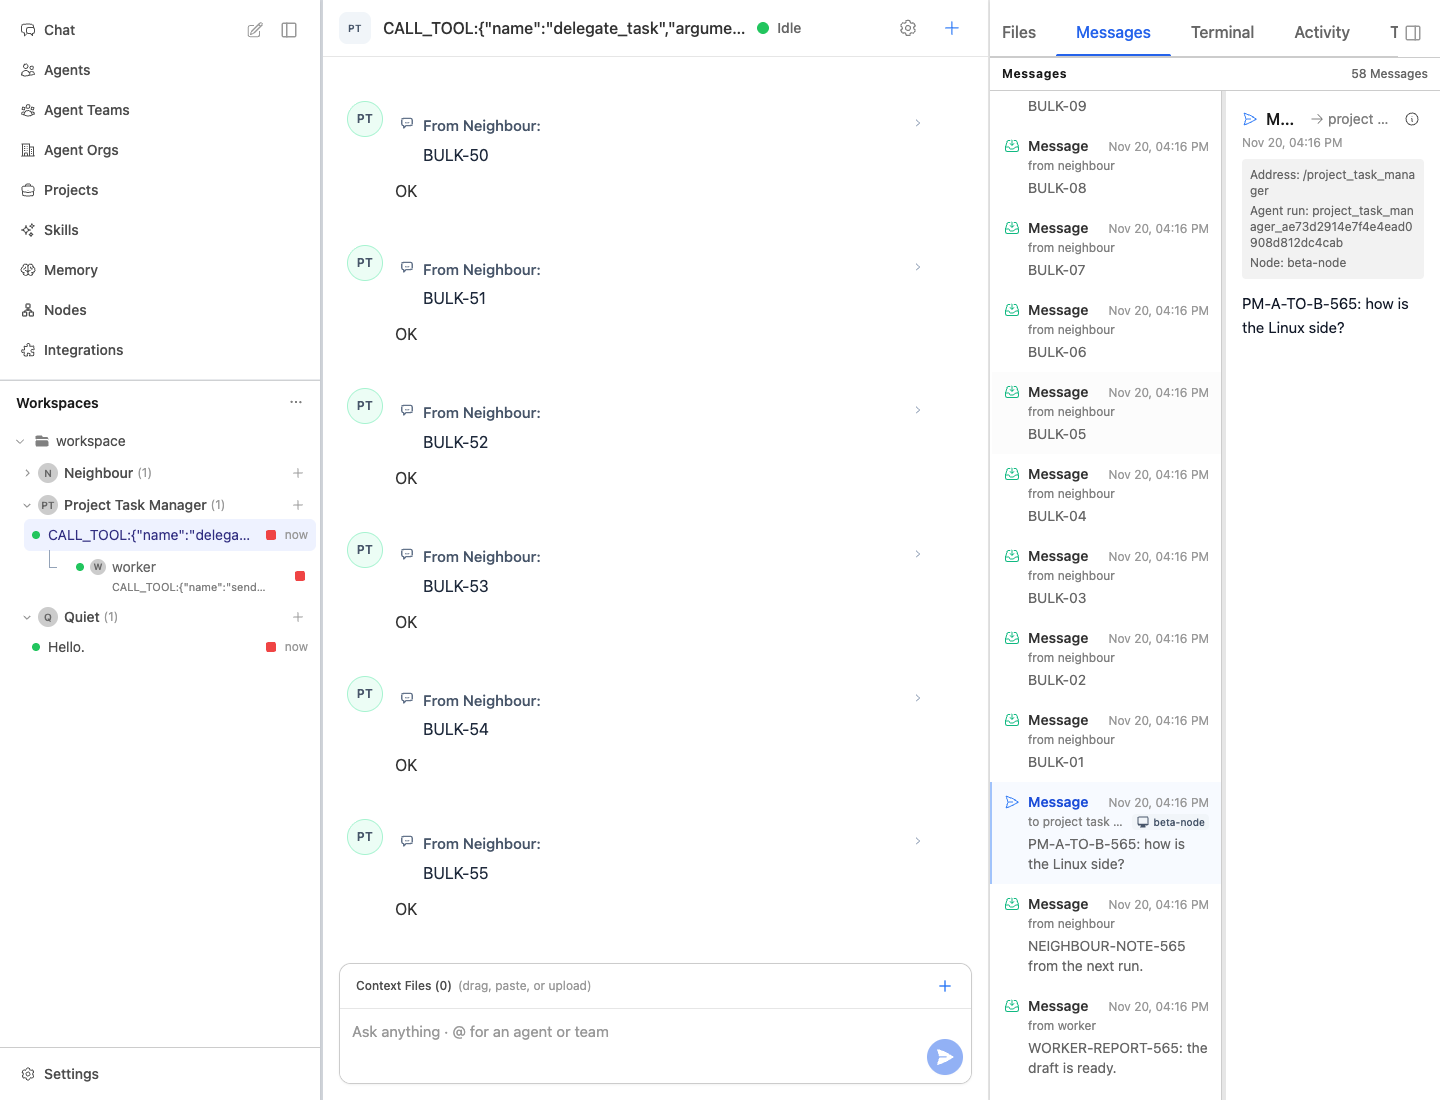 Chat
Agents
Agent Teams
Agent Orgs
Projects
Skills
Memory
Nodes
Integrations
Workspaces
workspace
N Neighbour (1)
PT Project Task Manager (1)
CALL_TOOL:{"name":"delega... now
W worker
CALL_TOOL:{"name":"send...
Q Quiet (1)
Hello. now
Settings
PT CALL_TOOL:{"name":"delegate_task","argume... Idle
PT From Neighbour:
BULK-50
OK
PT From Neighbour:
BULK-51
OK
PT From Neighbour:
BULK-52
OK
PT From Neighbour:
BULK-53
OK
PT From Neighbour:
BULK-54
OK
PT From Neighbour:
BULK-55
OK
Context Files (0) (drag, paste, or upload)
Ask anything · @ for an agent or team
Files Messages Terminal Activity T
Messages 58 Messages
BULK-09
Message Nov 20, 04:16 PM
from neighbour
BULK-08
Message Nov 20, 04:16 PM
from neighbour
BULK-07
Message Nov 20, 04:16 PM
from neighbour
BULK-06
Message Nov 20, 04:16 PM
from neighbour
BULK-05
Message Nov 20, 04:16 PM
from neighbour
BULK-04
Message Nov 20, 04:16 PM
from neighbour
BULK-03
Message Nov 20, 04:16 PM
from neighbour
BULK-02
Message Nov 20, 04:16 PM
from neighbour
BULK-01
Message Nov 20, 04:16 PM
to project task ... beta-node
PM-A-TO-B-565: how is
the Linux side?
Message Nov 20, 04:16 PM
from neighbour
NEIGHBOUR-NOTE-565
from the next run.
Message Nov 20, 04:16 PM
from worker
WORKER-REPORT-565: the
draft is ready.
M... → project ...
Nov 20, 04:16 PM
Address: /project_task_mana
ger
Agent run: project_task_man
ager_ae73d2914e7f4e4ead0
908d812dc4cab
Node: beta-node
PM-A-TO-B-565: how is
the Linux side?